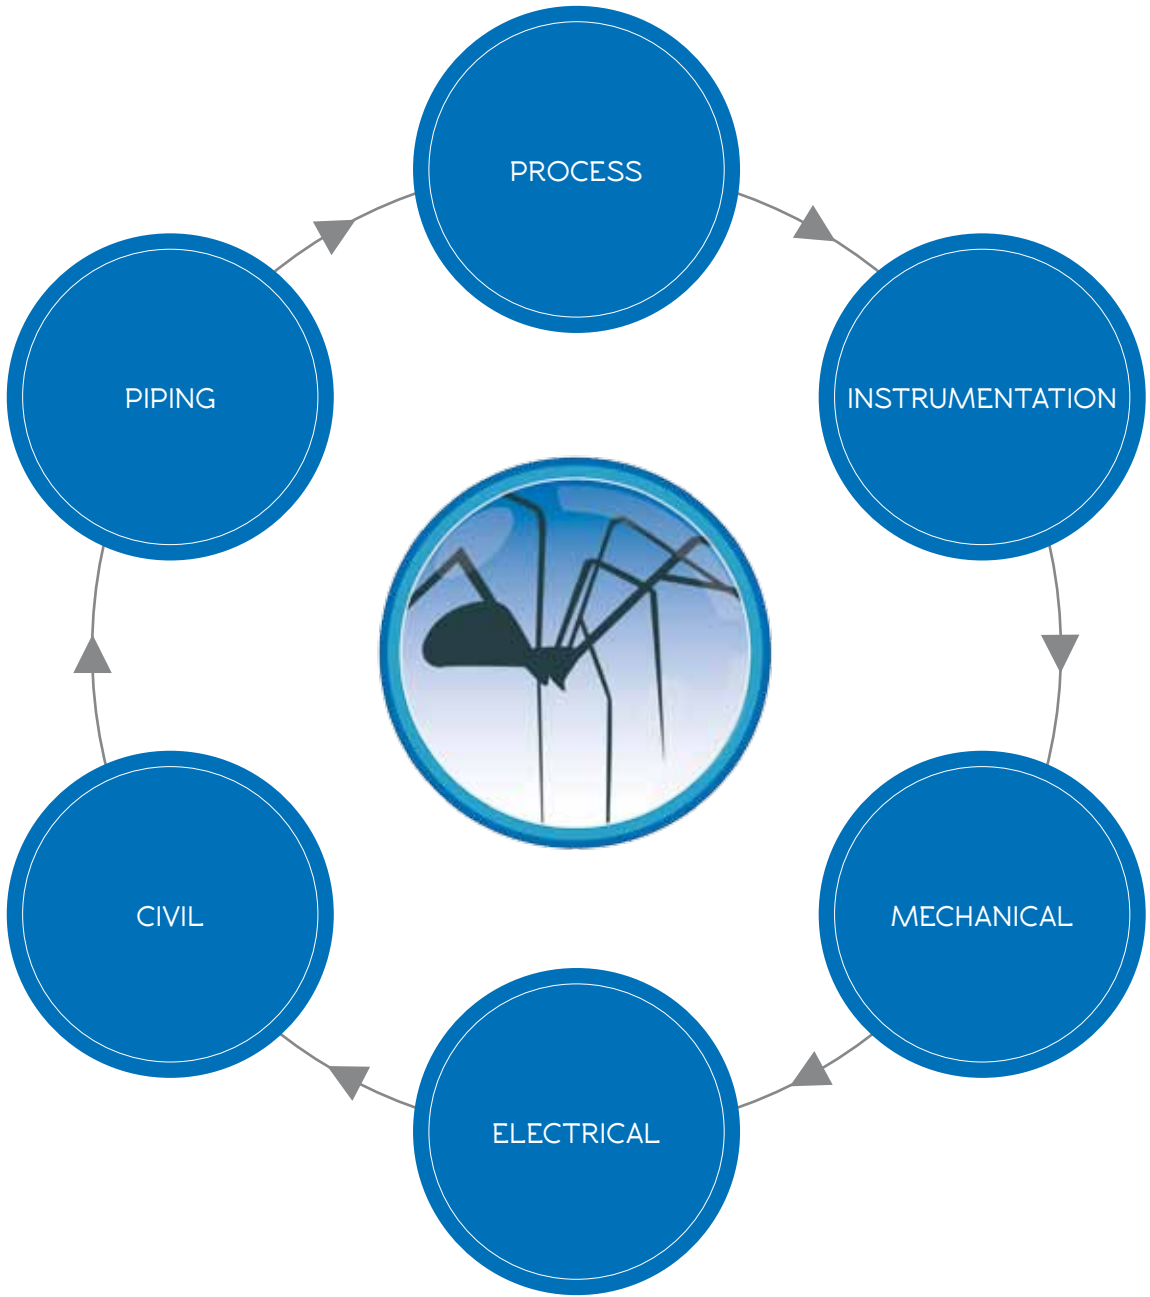 PROCESS
INSTRUMENTATION
MECHANICAL
ELECTRICAL
CIVIL
PIPING